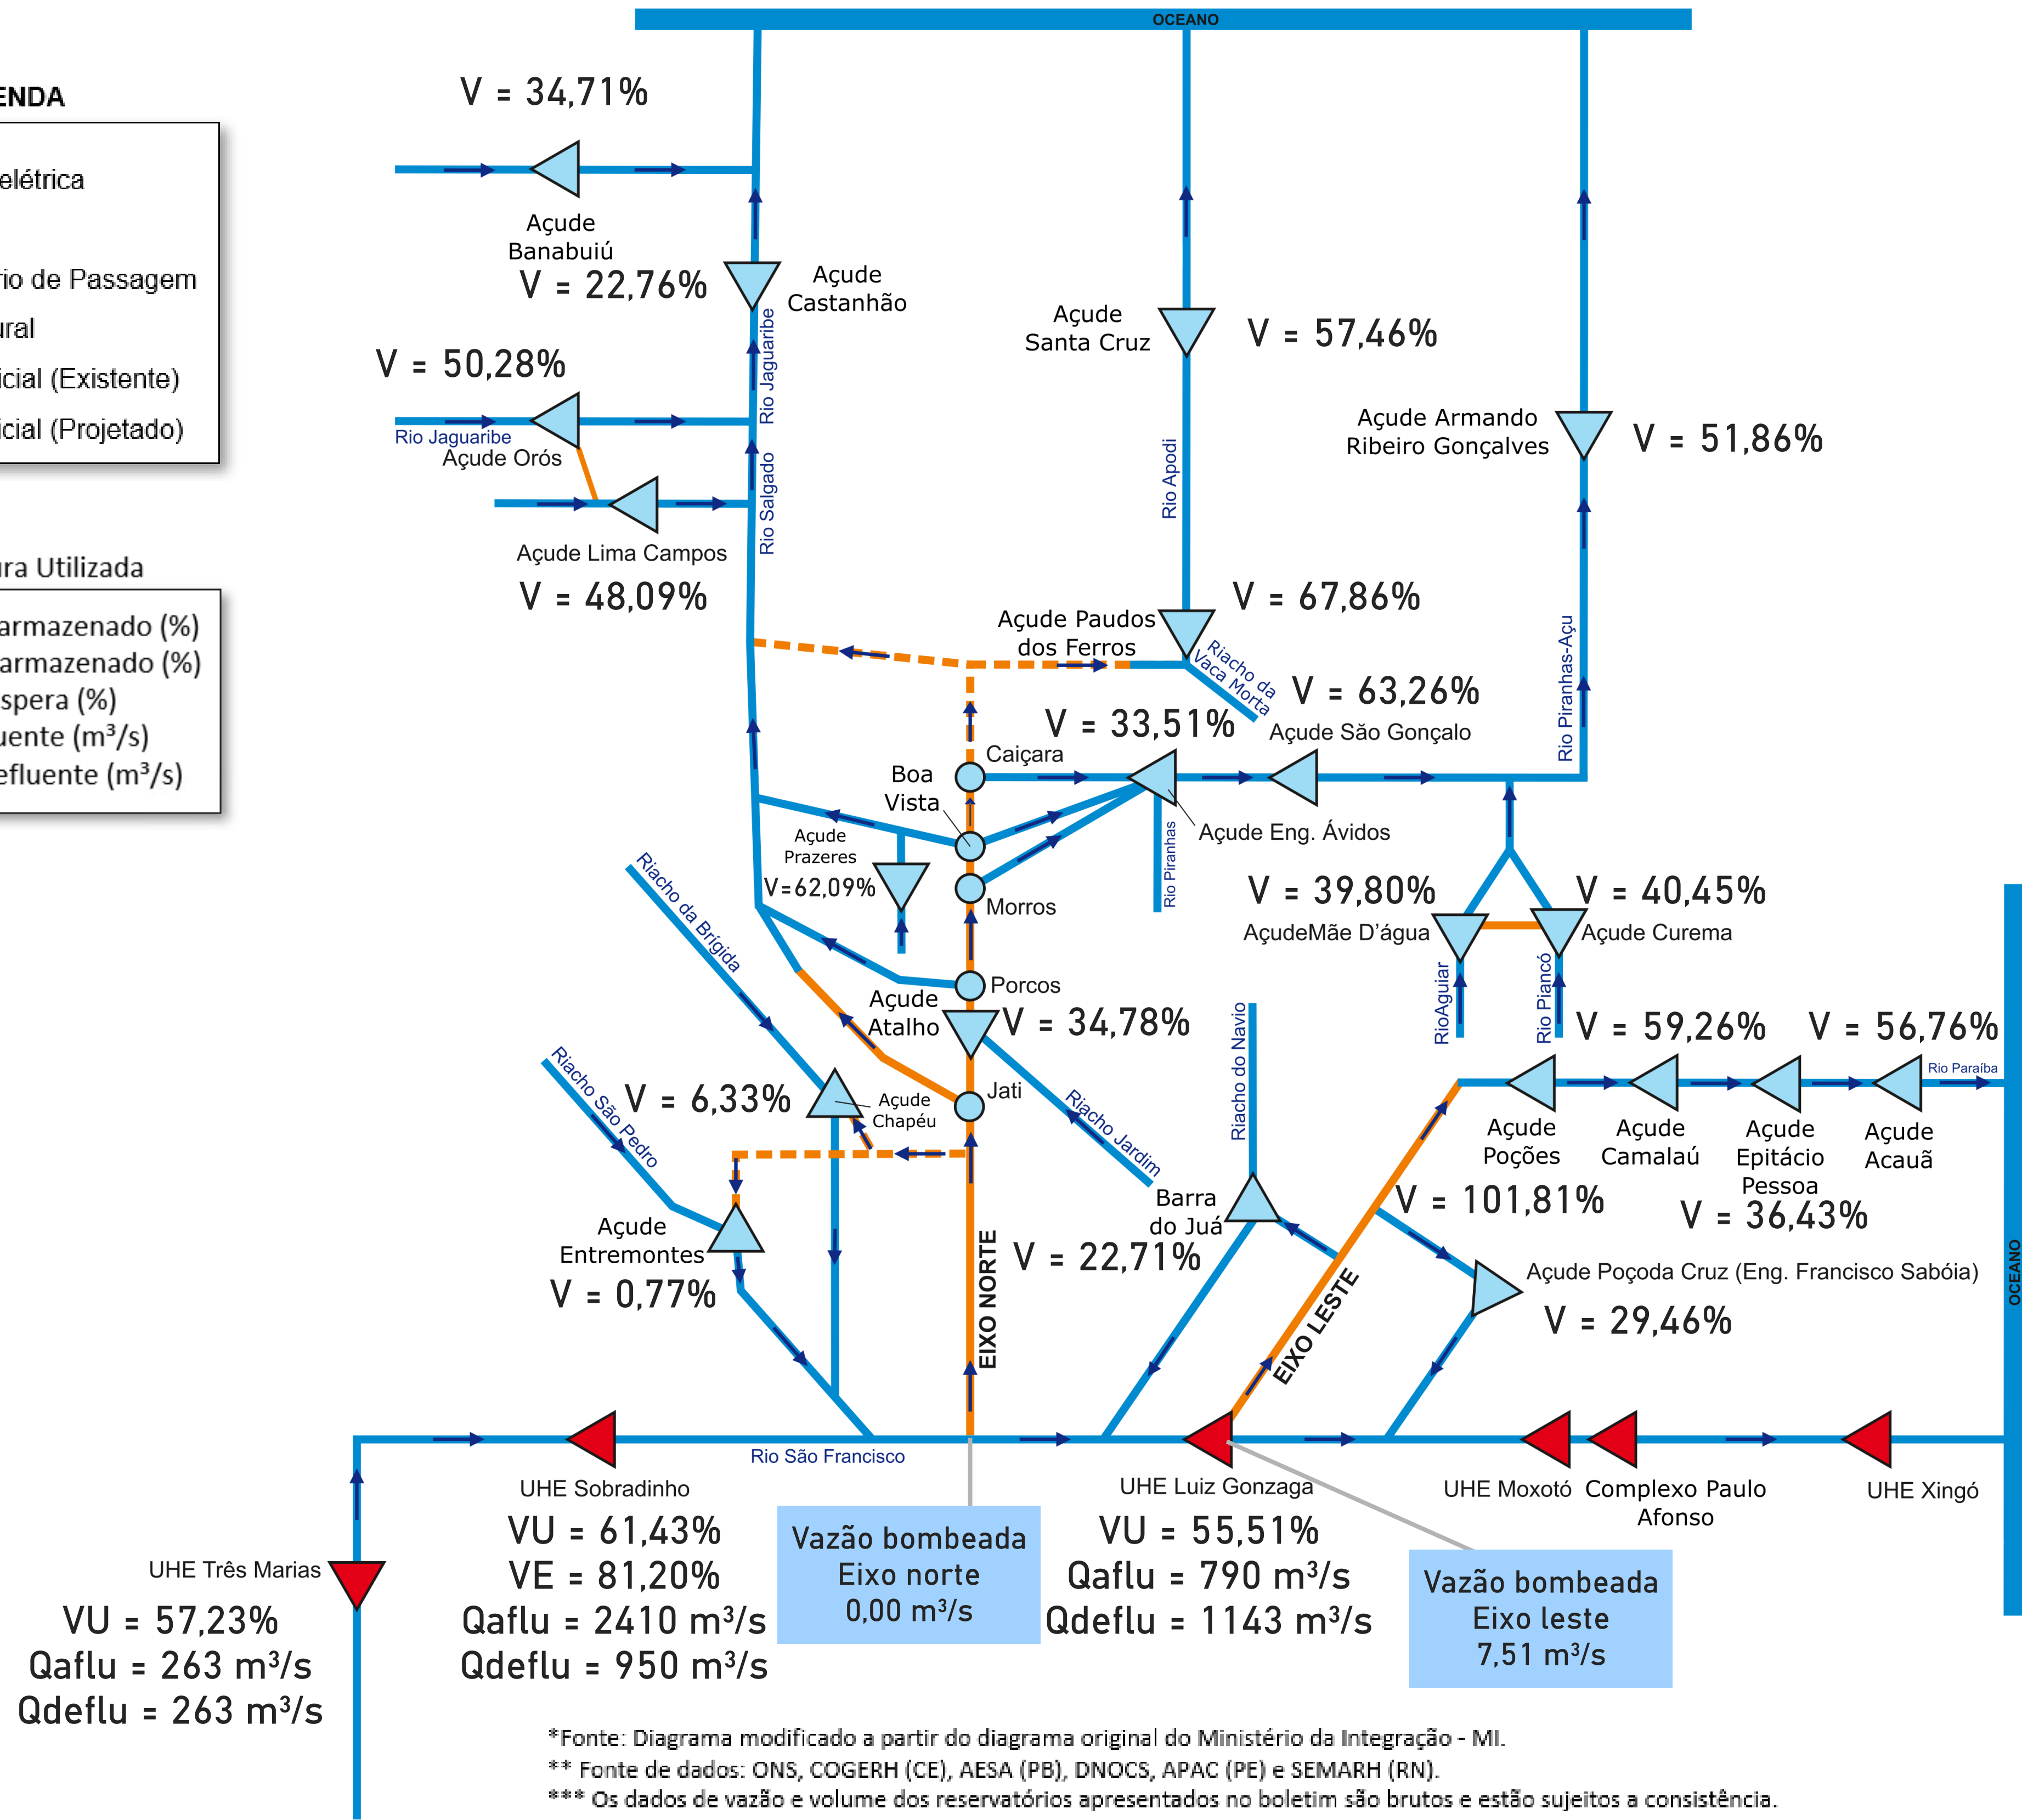 OCEANO
V = 34,71%
ENDA
elétrica
rio de Passagem
ural
icial (Existente)
icial (Projetado)
ura Utilizada
armazenado (%)
armazenado (%)
spera (%)
uente (m³/s)
efluente (m³/s)
Açude
Banabuiú
V = 22,76%
Açude
Castanhão
Rio Jaguaribe
V = 50,28%
Rio Jaguaribe
Açude Orós
Rio Salgado
Açude Lima Campos
V = 48,09%
Açude
Santa Cruz
V = 57,46%
Rio Apodi
Açude Armando
Ribeiro Gonçalves
V = 51,86%
Rio Piranhas-Açu
Açude Paudos
dos Ferros
V = 67,86%
Riacho da
Vaca Morta
V = 63,26%
Açude São Gonçalo
V = 33,51%
Caiçara
Boa
Vista
Açude Eng. Ávidos
Rio Piranhas
Açude
Prazeres
V=62,09%
Morros
Riacho da Brígida
V = 39,80%
AçudeMãe D'água
V = 40,45%
Açude Curema
RioAguiar
Rio Piancó
Porcos
Açude
Atalho
V = 34,78%
Jati
Riacho Jardim
Riacho São Pedro
V = 6,33%
Açude
Chapéu
Riacho do Navio
V = 59,26%
V = 56,76%
Rio Paraíba
Açude
Poções
Açude
Camalaú
Açude
Epitácio
Pessoa
Açude
Acauã
V = 101,81%
V = 36,43%
Barra
do Juá
V = 22,71%
Açude
Entremontes
V = 0,77%
EIXO NORTE
EIXO LESTE
Açude Poçoda Cruz (Eng. Francisco Sabóia)
V = 29,46%
OCEANO
Rio São Francisco
UHE Sobradinho
VU = 61,43%
VE = 81,20%
Qaflu = 2410 m³/s
Qdeflu = 950 m³/s
Vazão bombeada
Eixo norte
0,00 m³/s
UHE Luiz Gonzaga
VU = 55,51%
Qaflu = 790 m³/s
Qdeflu = 1143 m³/s
UHE Moxotó
Complexo Paulo
Afonso
UHE Xingó
Vazão bombeada
Eixo leste
7,51 m³/s
UHE Três Marias
VU = 57,23%
Qaflu = 263 m³/s
Qdeflu = 263 m³/s
*Fonte: Diagrama modificado a partir do diagrama original do Ministério da Integração - MI.
** Fonte de dados: ONS, COGERH (CE), AESA (PB), DNOCS, APAC (PE) e SEMARH (RN).
*** Os dados de vazão e volume dos reservatórios apresentados no boletim são brutos e estão sujeitos a consistência.